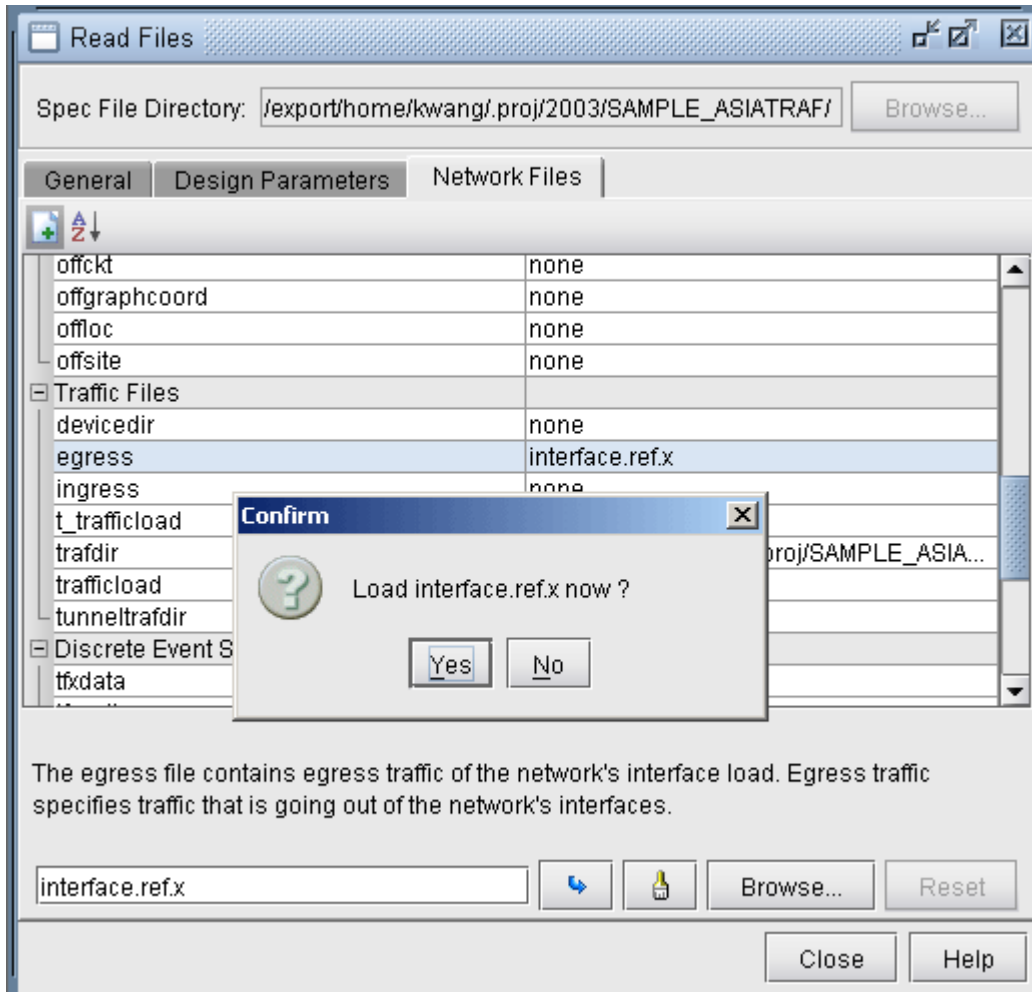 Read Files
Spec File Directory: /export/home/kwang/.proj/2003/SAMPLE_ASIATRAF/ Browse...
General Design Parameters Network Files
offckt none
offgraphcoord none
offloc none
offsite none
Traffic Files
devicedir none
egress interface.ref.x
ingress none
t_trafficload
trafdir proj/SAMPLE_ASIA...
trafficload
tunneltrafdir
Discrete Event S
tfxdata
Confirm
Load interface.ref.x now ?
Yes No
The egress file contains egress traffic of the network's interface load. Egress traffic
specifies traffic that is going out of the network's interfaces.
interface.ref.x Browse... Reset
Close Help